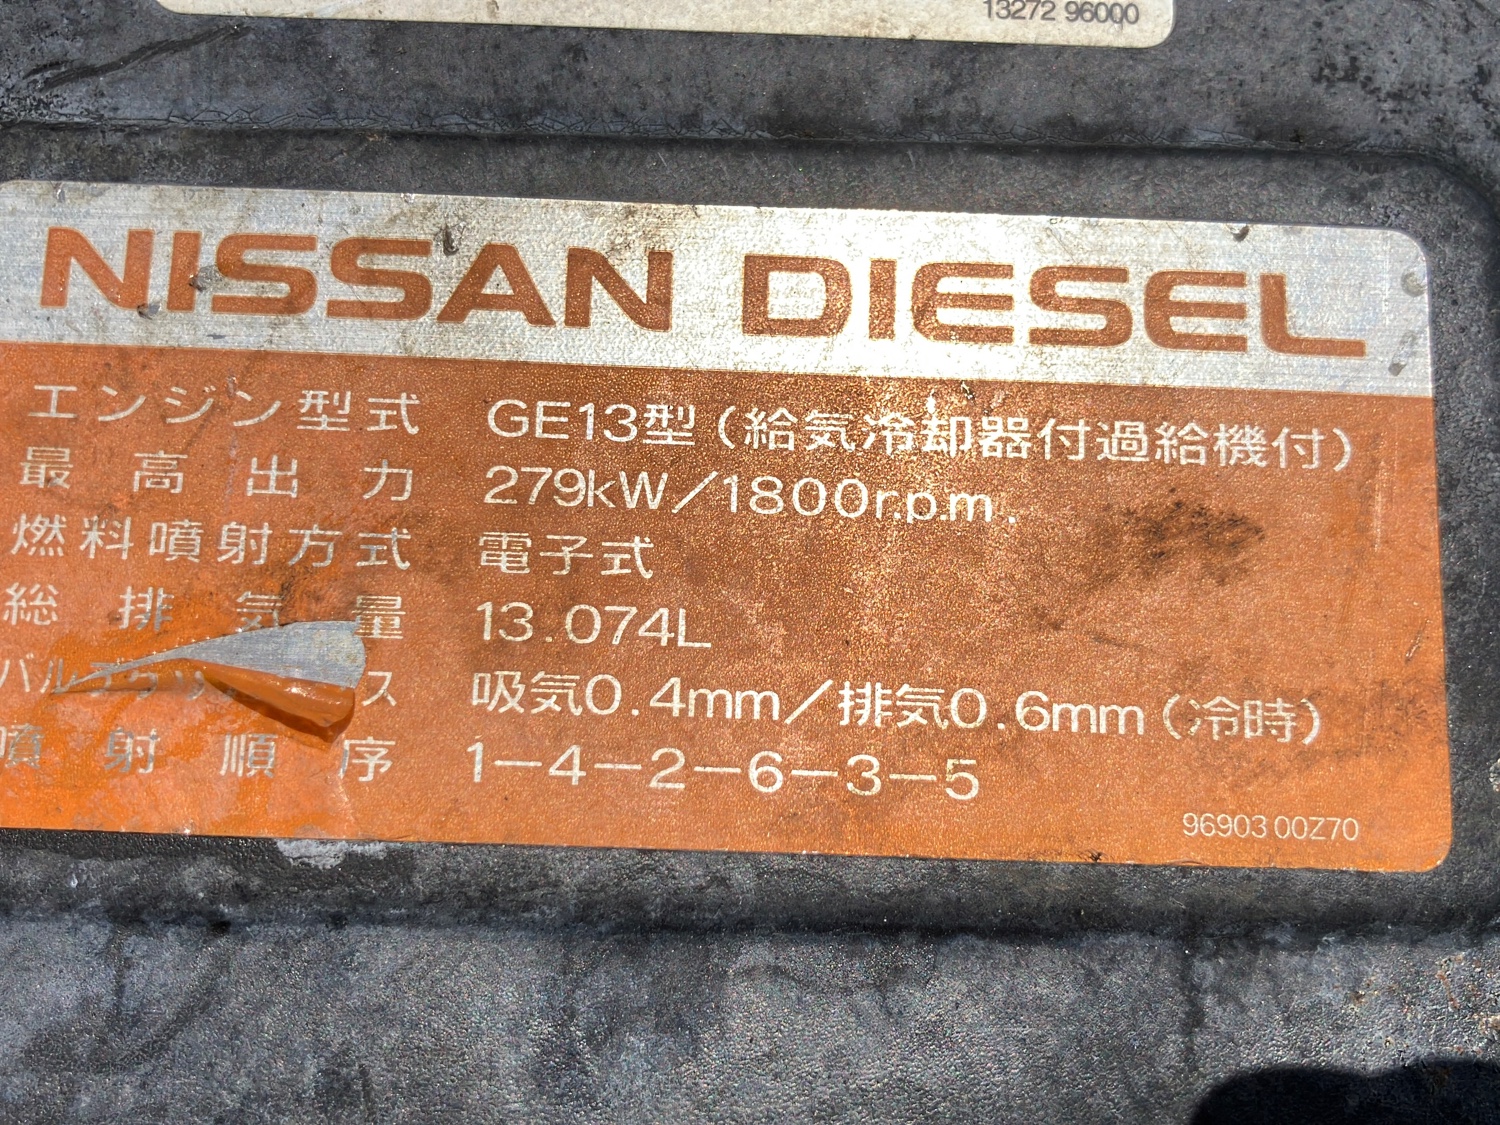 13272 96000
NISSAN DIESEL
エンジン型式 GE13型（給気冷却器付過給機付）
最高出力 279kW／1800r.p.m.
燃料噴射方式 電子式
総排気量 13.074L
バル ス 吸気0.4mm／排気0.6mm（冷時）
噴射順序 1－4－2－6－3－5
96903 00Z70